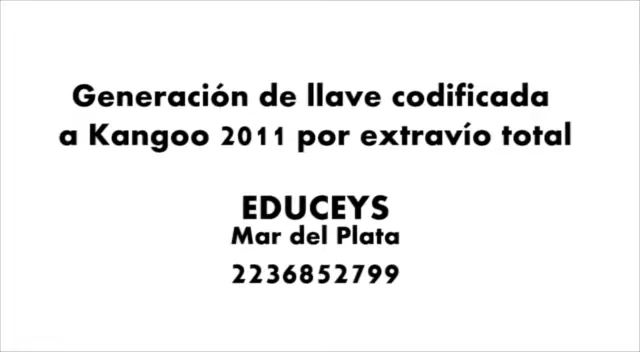 Generación de llave codificada
a Kangoo 2011 por extravío total
EDUCEYS
Mar del Plata
2236852799